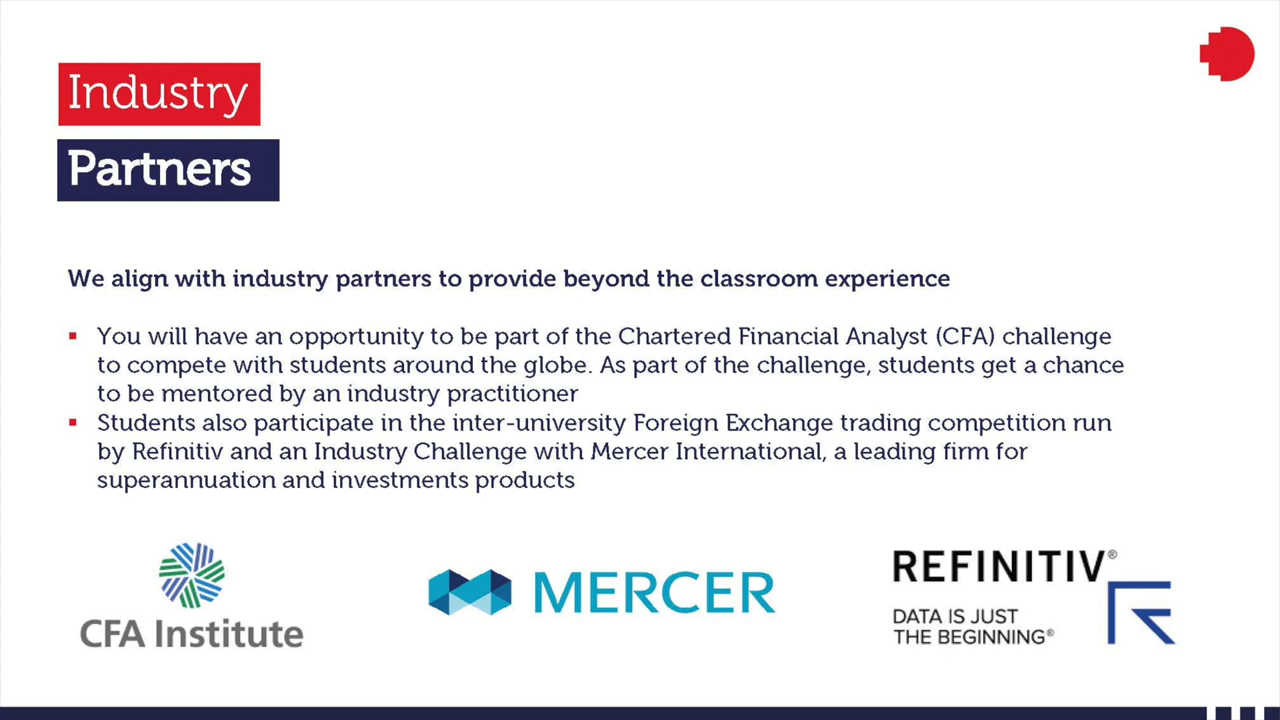 Industry
Partners
We align with industry partners to provide beyond the classroom experience
▪ You will have an opportunity to be part of the Chartered Financial Analyst (CFA) challenge
to compete with students around the globe. As part of the challenge, students get a chance
to be mentored by an industry practitioner
▪ Students also participate in the inter-university Foreign Exchange trading competition run
by Refinitiv and an Industry Challenge with Mercer International, a leading firm for
superannuation and investments products
CFA Institute
MERCER
REFINITIV®
DATA IS JUST
THE BEGINNING®